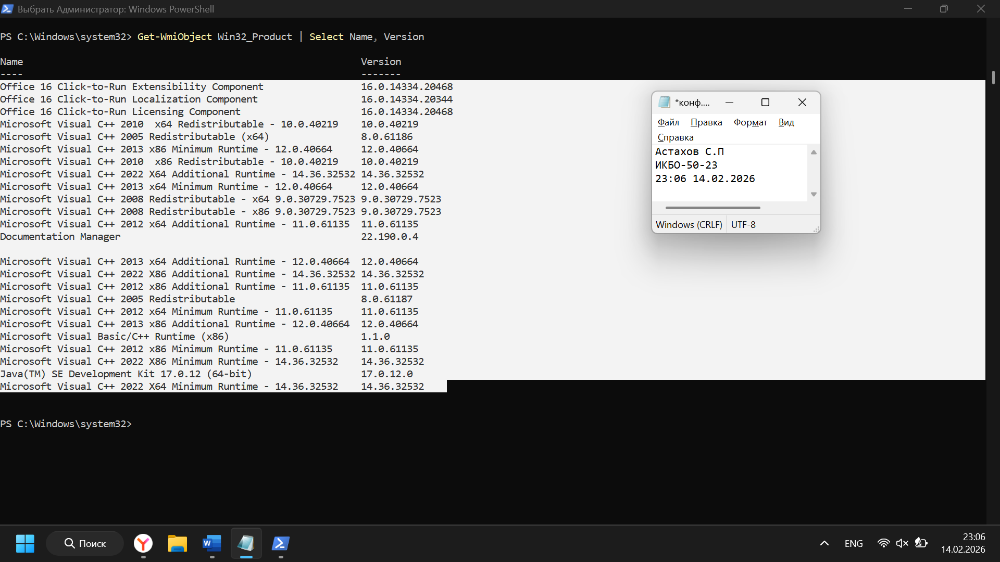 Выбрать Администратор: Windows PowerShell
PS C:\Windows\system32> Get-WmiObject Win32_Product | Select Name, Version
Name Version
---- -------
Office 16 Click-to-Run Extensibility Component 16.0.14334.20468
Office 16 Click-to-Run Localization Component 16.0.14334.20344
Office 16 Click-to-Run Licensing Component 16.0.14334.20468
Microsoft Visual C++ 2010  x64 Redistributable - 10.0.40219 10.0.40219
Microsoft Visual C++ 2005 Redistributable (x64) 8.0.61186
Microsoft Visual C++ 2013 x86 Minimum Runtime - 12.0.40664 12.0.40664
Microsoft Visual C++ 2010  x86 Redistributable - 10.0.40219 10.0.40219
Microsoft Visual C++ 2022 X64 Additional Runtime - 14.36.32532 14.36.32532
Microsoft Visual C++ 2013 x64 Minimum Runtime - 12.0.40664 12.0.40664
Microsoft Visual C++ 2008 Redistributable - x64 9.0.30729.7523 9.0.30729.7523
Microsoft Visual C++ 2008 Redistributable - x86 9.0.30729.7523 9.0.30729.7523
Microsoft Visual C++ 2012 x64 Additional Runtime - 11.0.61135 11.0.61135
Documentation Manager 22.190.0.4
Microsoft Visual C++ 2013 x64 Additional Runtime - 12.0.40664 12.0.40664
Microsoft Visual C++ 2022 X86 Additional Runtime - 14.36.32532 14.36.32532
Microsoft Visual C++ 2012 x86 Additional Runtime - 11.0.61135 11.0.61135
Microsoft Visual C++ 2005 Redistributable 8.0.61187
Microsoft Visual C++ 2012 x64 Minimum Runtime - 11.0.61135 11.0.61135
Microsoft Visual C++ 2013 x86 Additional Runtime - 12.0.40664 12.0.40664
Microsoft Visual Basic/C++ Runtime (x86) 1.1.0
Microsoft Visual C++ 2012 x86 Minimum Runtime - 11.0.61135 11.0.61135
Microsoft Visual C++ 2022 X86 Minimum Runtime - 14.36.32532 14.36.32532
Java(TM) SE Development Kit 17.0.12 (64-bit) 17.0.12.0
Microsoft Visual C++ 2022 X64 Minimum Runtime - 14.36.32532 14.36.32532
PS C:\Windows\system32>
*конф....
Файл Правка Формат Вид
Справка
Астахов С.П
ИКБО-50-23
23:06 14.02.2026
Windows (CRLF) UTF-8
Поиск
W
ENG
23:06
14.02.2026